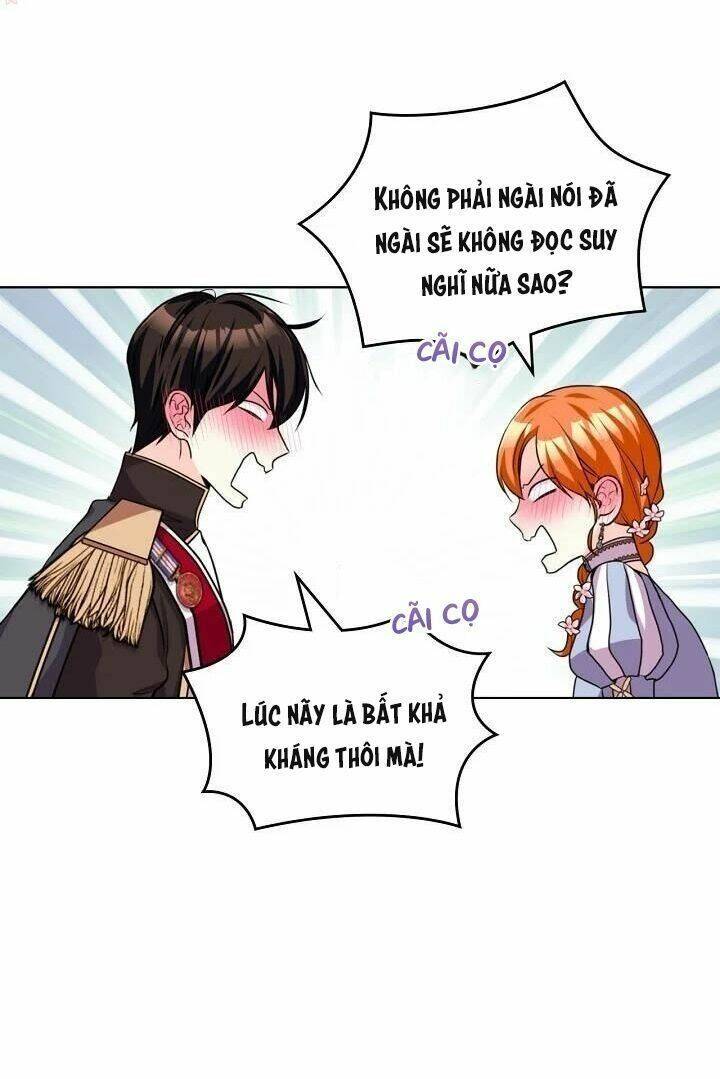 KHÔNG PHẢI NGÀI NÓI ĐÃ
NGÀI SẼ KHÔNG ĐỌC SUY
NGHĨ NỮA SAO?
CÃI CỌ
CÃI CỌ
LÚC NÃY LÀ BẤT KHẢ
KHÁNG THÔI MÀ!